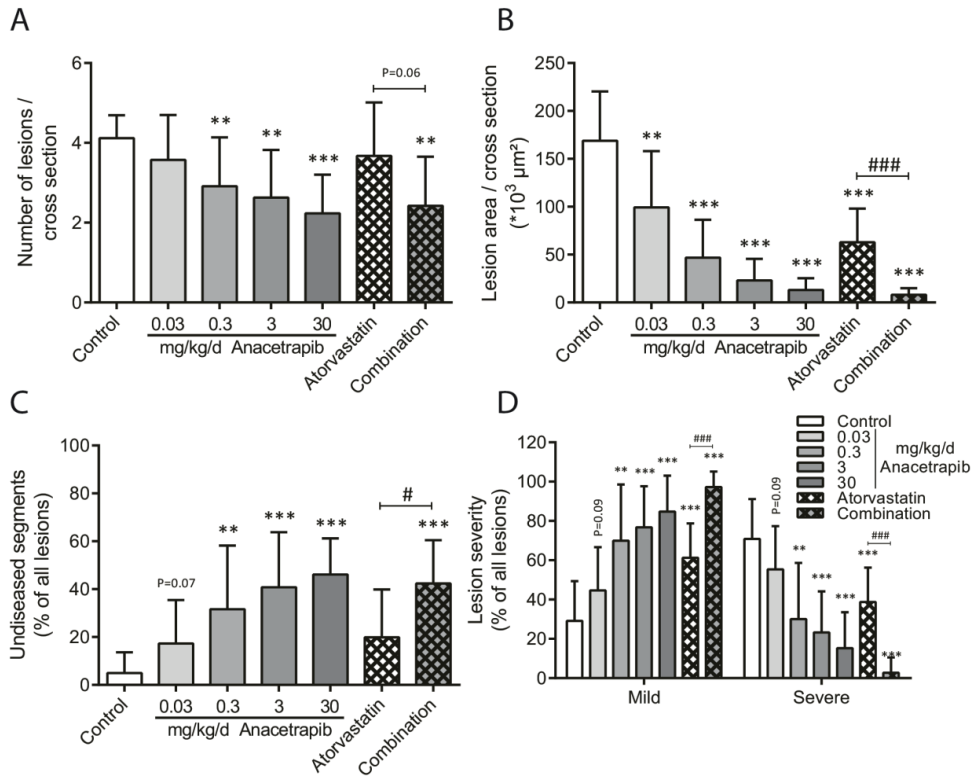 A
Number of lesions /
cross section
6
4
2
0
**
**
***
P=0.06
**
Control
0.03
0.3
3
30
mg/kg/d Anacetrapib
Atorvastatin
Combination
B
Lesion area / cross section
(*10³ µm²)
250
200
150
100
50
0
**
***
***
***
***
###
***
Control
0.03
0.3
3
30
mg/kg/d Anacetrapib
Atorvastatin
Combination
C
Undiseased segments
(% of all lesions)
100
80
60
40
20
0
P=0.07
**
***
***
#
***
Control
0.03
0.3
3
30
mg/kg/d Anacetrapib
Atorvastatin
Combination
D
Lesion severity
(% of all lesions)
120
100
80
60
40
20
0
Control
0.03
0.3
3
30
mg/kg/d
Anacetrapib
Atorvastatin
Combination
P=0.09
**
***
***
***
###
***
P=0.09
**
***
***
***
###
***
Mild
Severe